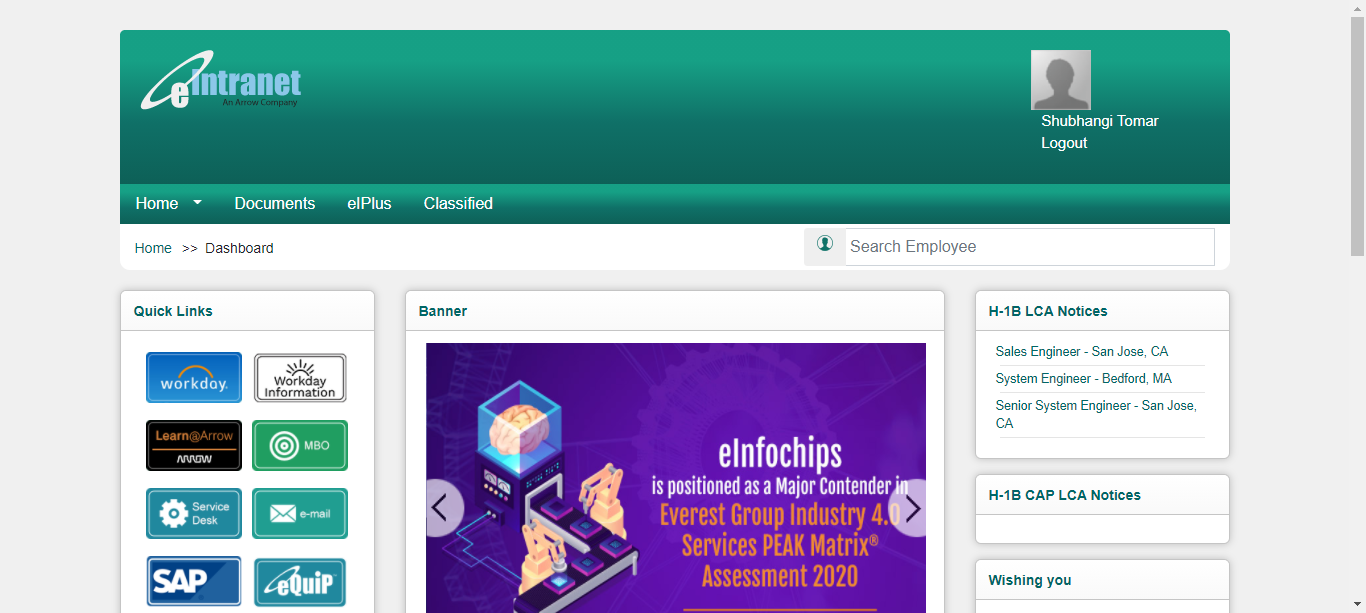 eIntranet
An Arrow Company
Shubhangi Tomar
Logout
Home
Documents
eIPlus
Classified
Home >> Dashboard
Search Employee
Quick Links
workday.
Workday
Information
Learn@Arrow
ARROW
MBO
Service
Desk
e-mail
SAP
eQuip
Banner
eInfochips
is positioned as a Major Contender in
Everest Group Industry 4.0
Services PEAK Matrix®
Assessment 2020
H-1B LCA Notices
Sales Engineer - San Jose, CA
System Engineer - Bedford, MA
Senior System Engineer - San Jose,
CA
H-1B CAP LCA Notices
Wishing you